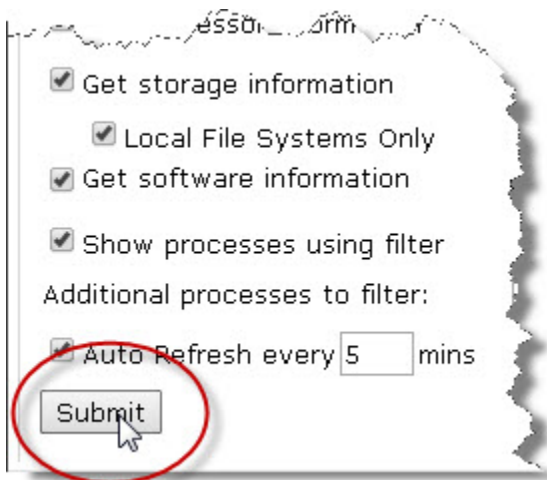 Get storage information
Local File Systems Only
Get software information
Show processes using filter
Additional processes to filter:
Auto Refresh every 5 mins
Submit